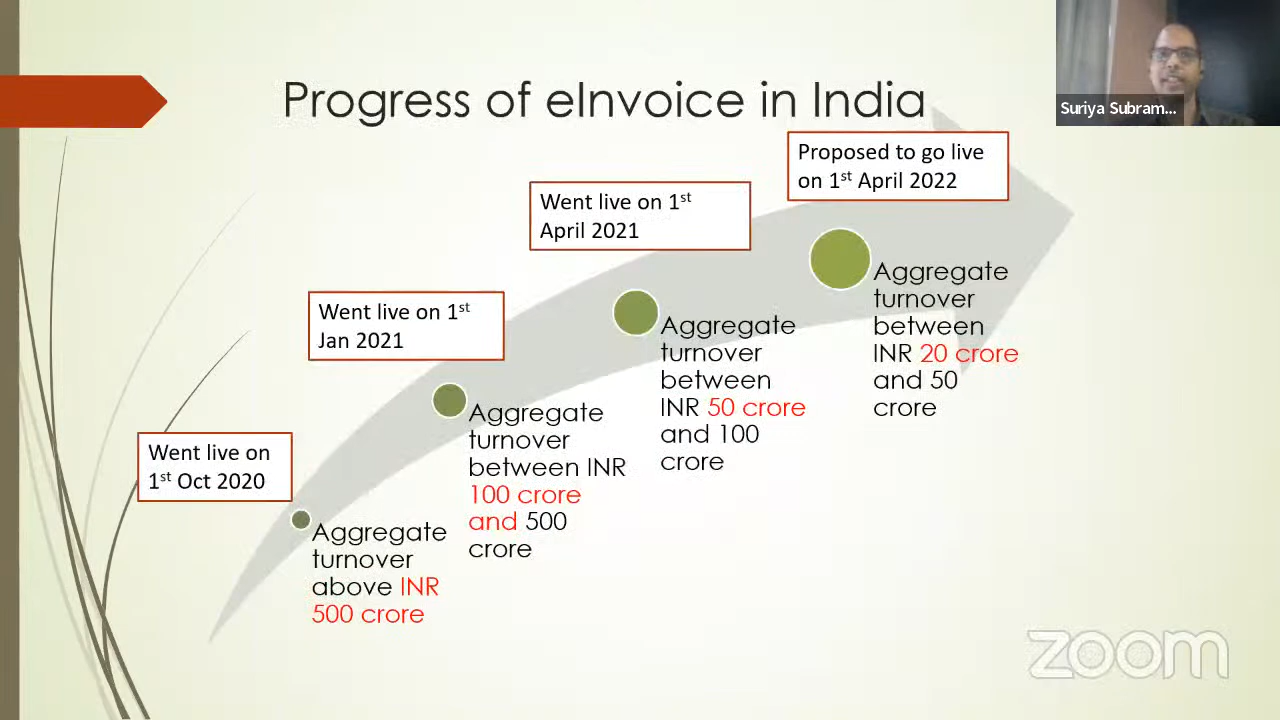 Progress of eInvoice in India
Suriya Subram...
Proposed to go live
on 1st April 2022
Went live on 1st
April 2021
Went live on 1st
Jan 2021
Went live on
1st Oct 2020
Aggregate
turnover
above INR
500 crore
Aggregate
turnover
between INR
100 crore
and 500
crore
Aggregate
turnover
between
INR 50 crore
and 100
crore
Aggregate
turnover
between
INR 20 crore
and 50
crore
zoom